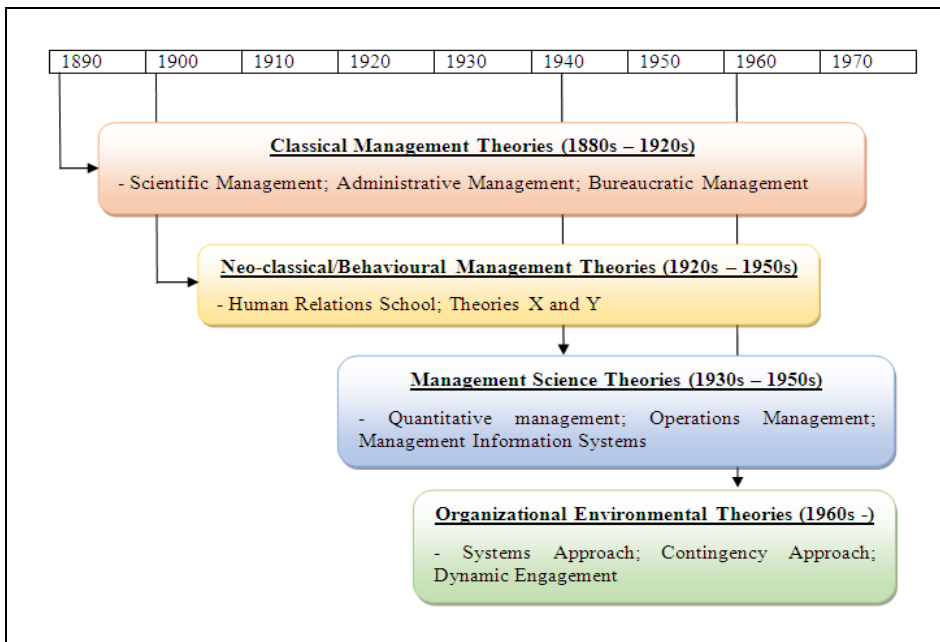 1890 1900 1910 1920 1930 1940 1950 1960 1970
Classical Management Theories (1880s – 1920s)
- Scientific Management; Administrative Management; Bureaucratic Management
Neo-classical/Behavioural Management Theories (1920s – 1950s)
- Human Relations School; Theories X and Y
Management Science Theories (1930s – 1950s)
- Quantitative management; Operations Management;
Management Information Systems
Organizational Environmental Theories (1960s -)
- Systems Approach; Contingency Approach;
Dynamic Engagement